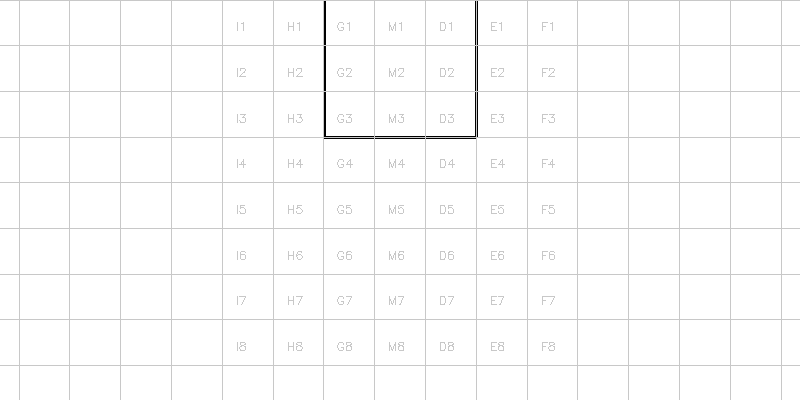 I1 H1 G1 M1 D1 E1 F1
I2 H2 G2 M2 D2 E2 F2
I3 H3 G3 M3 D3 E3 F3
I4 H4 G4 M4 D4 E4 F4
I5 H5 G5 M5 D5 E5 F5
I6 H6 G6 M6 D6 E6 F6
I7 H7 G7 M7 D7 E7 F7
I8 H8 G8 M8 D8 E8 F8